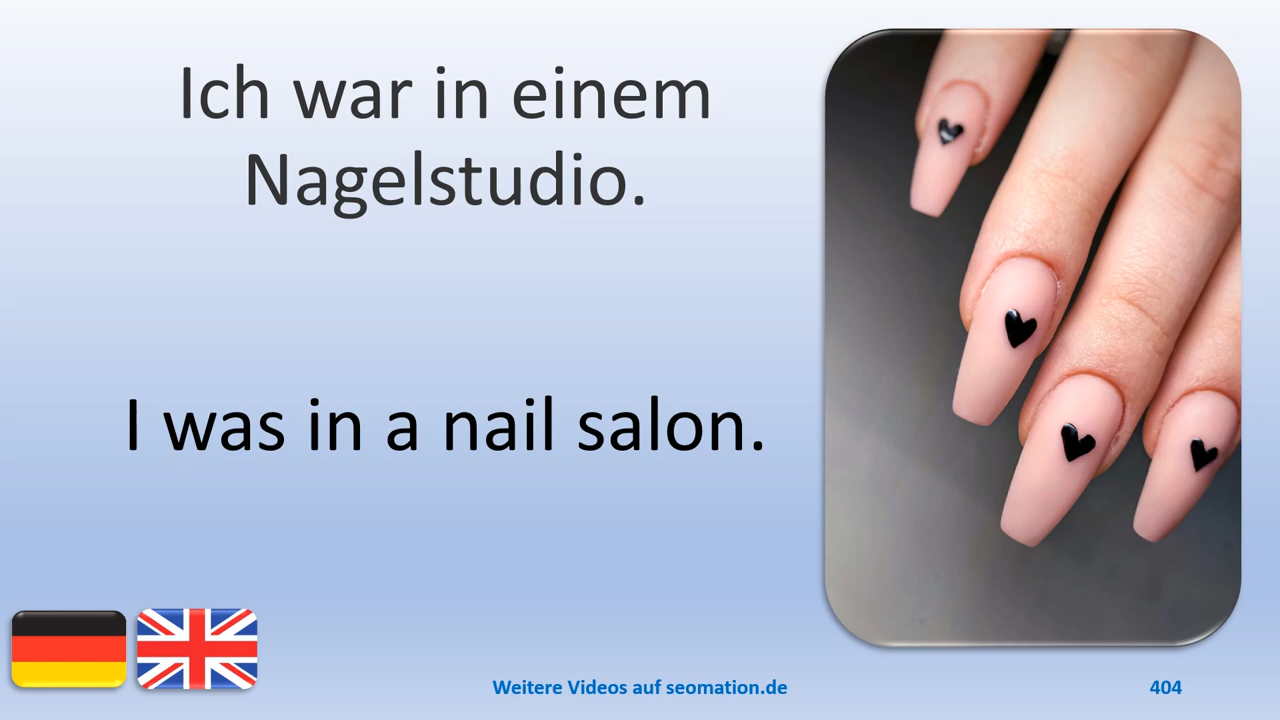 Ich war in einem
Nagelstudio.
I was in a nail salon.
Weitere Videos auf seomation.de
404